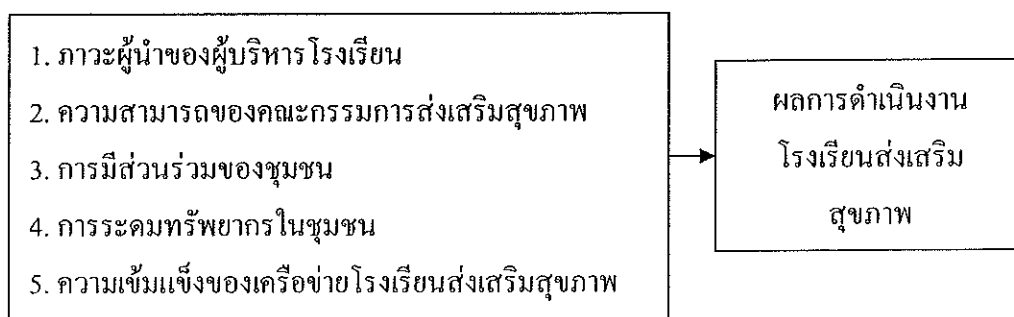 1. ภาวะผู้นำของผู้บริหารโรงเรียน
2. ความสามารถของคณะกรรมการส่งเสริมสุขภาพ
3. การมีส่วนร่วมของชุมชน
4. การระดมทรัพยากรในชุมชน
5. ความเข้มแข็งของเครือข่ายโรงเรียนส่งเสริมสุขภาพ
ผลการดำเนินงาน
โรงเรียนส่งเสริม
สุขภาพ